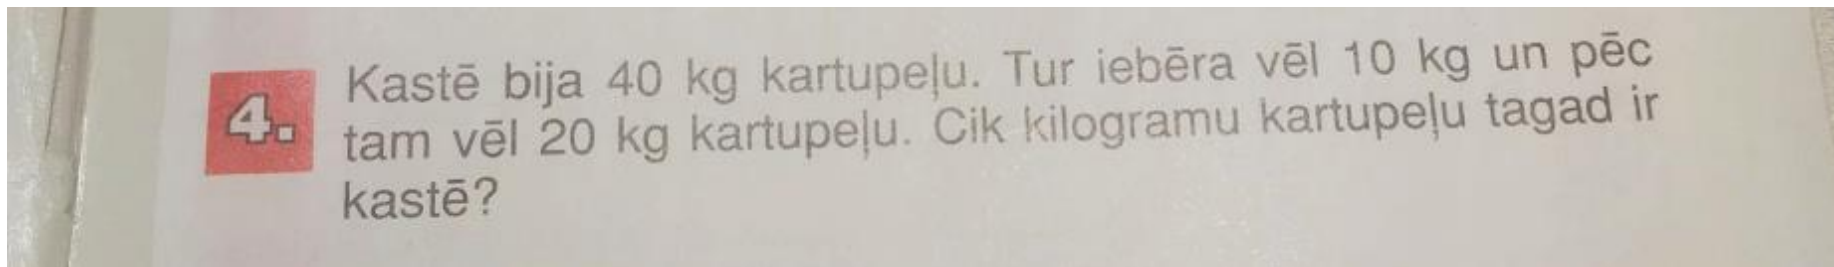 4. Kastē bija 40 kg kartupeļu. Tur iebēra vēl 10 kg un pēc
tam vēl 20 kg kartupeļu. Cik kilogramu kartupeļu tagad ir
kastē?